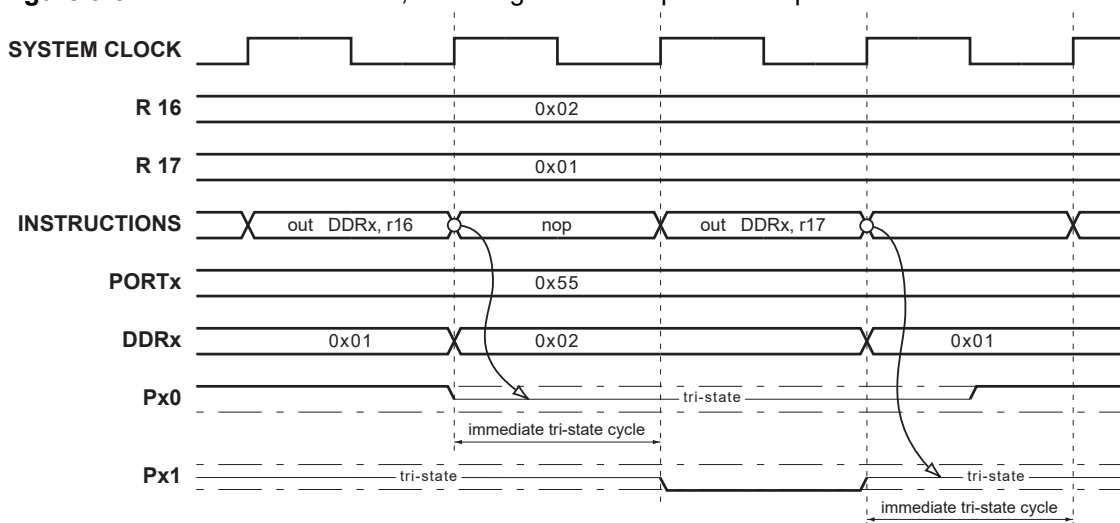 SYSTEM CLOCK
R 16 0x02
R 17 0x01
INSTRUCTIONS out DDRx, r16 nop out DDRx, r17
PORTx 0x55
DDRx 0x01 0x02 0x01
Px0 tri-state
immediate tri-state cycle
Px1 tri-state tri-state
immediate tri-state cycle